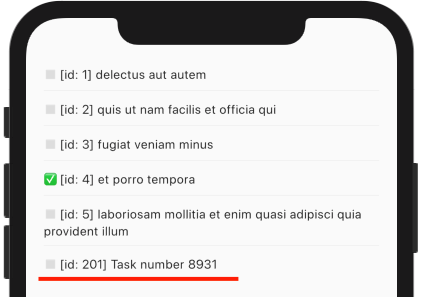 [id: 1] delectus aut autem
[id: 2] quis ut nam facilis et officia qui
[id: 3] fugiat veniam minus
[id: 4] et porro tempora
[id: 5] laboriosam mollitia et enim quasi adipisci quia
provident illum
[id: 201] Task number 8931